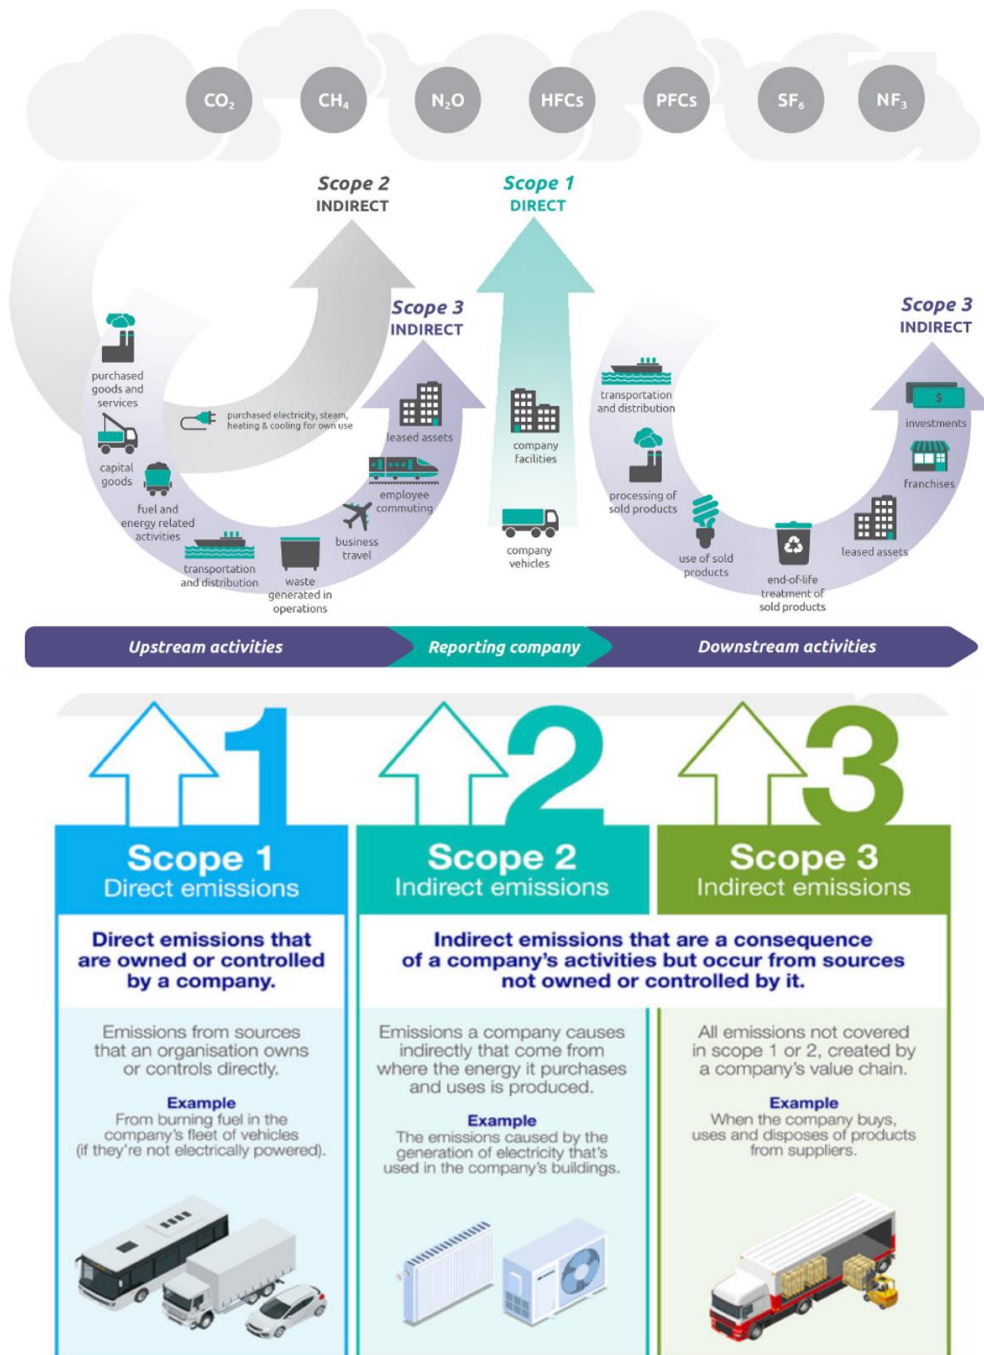 CO₂
CH₄
N₂O
HFCs
PFCs
SF₆
NF₃
Scope 2
INDIRECT
Scope 1
DIRECT
Scope 3
INDIRECT
Scope 3
INDIRECT
purchased
goods and
services
capital
goods
fuel and
energy related
activities
transportation
and distribution
waste
generated in
operations
business
travel
employee
commuting
leased assets
purchased electricity, steam,
heating & cooling for own use
company
facilities
company
vehicles
transportation
and distribution
processing of
sold products
use of sold
products
end-of-life
treatment of
sold products
leased assets
franchises
$
investments
Upstream activities
Reporting company
Downstream activities
1
Scope 1
Direct emissions
Direct emissions that
are owned or controlled
by a company.
Emissions from sources
that an organisation owns
or controls directly.
Example
From burning fuel in the
company's fleet of vehicles
(if they're not electrically powered).
2
Scope 2
Indirect emissions
3
Scope 3
Indirect emissions
Indirect emissions that are a consequence
of a company's activities but occur from sources
not owned or controlled by it.
Emissions a company causes
indirectly that come from
where the energy it purchases
and uses is produced.
Example
The emissions caused by the
generation of electricity that's
used in the company's buildings.
All emissions not covered
in scope 1 or 2, created by
a company's value chain.
Example
When the company buys,
uses and disposes of products
from suppliers.